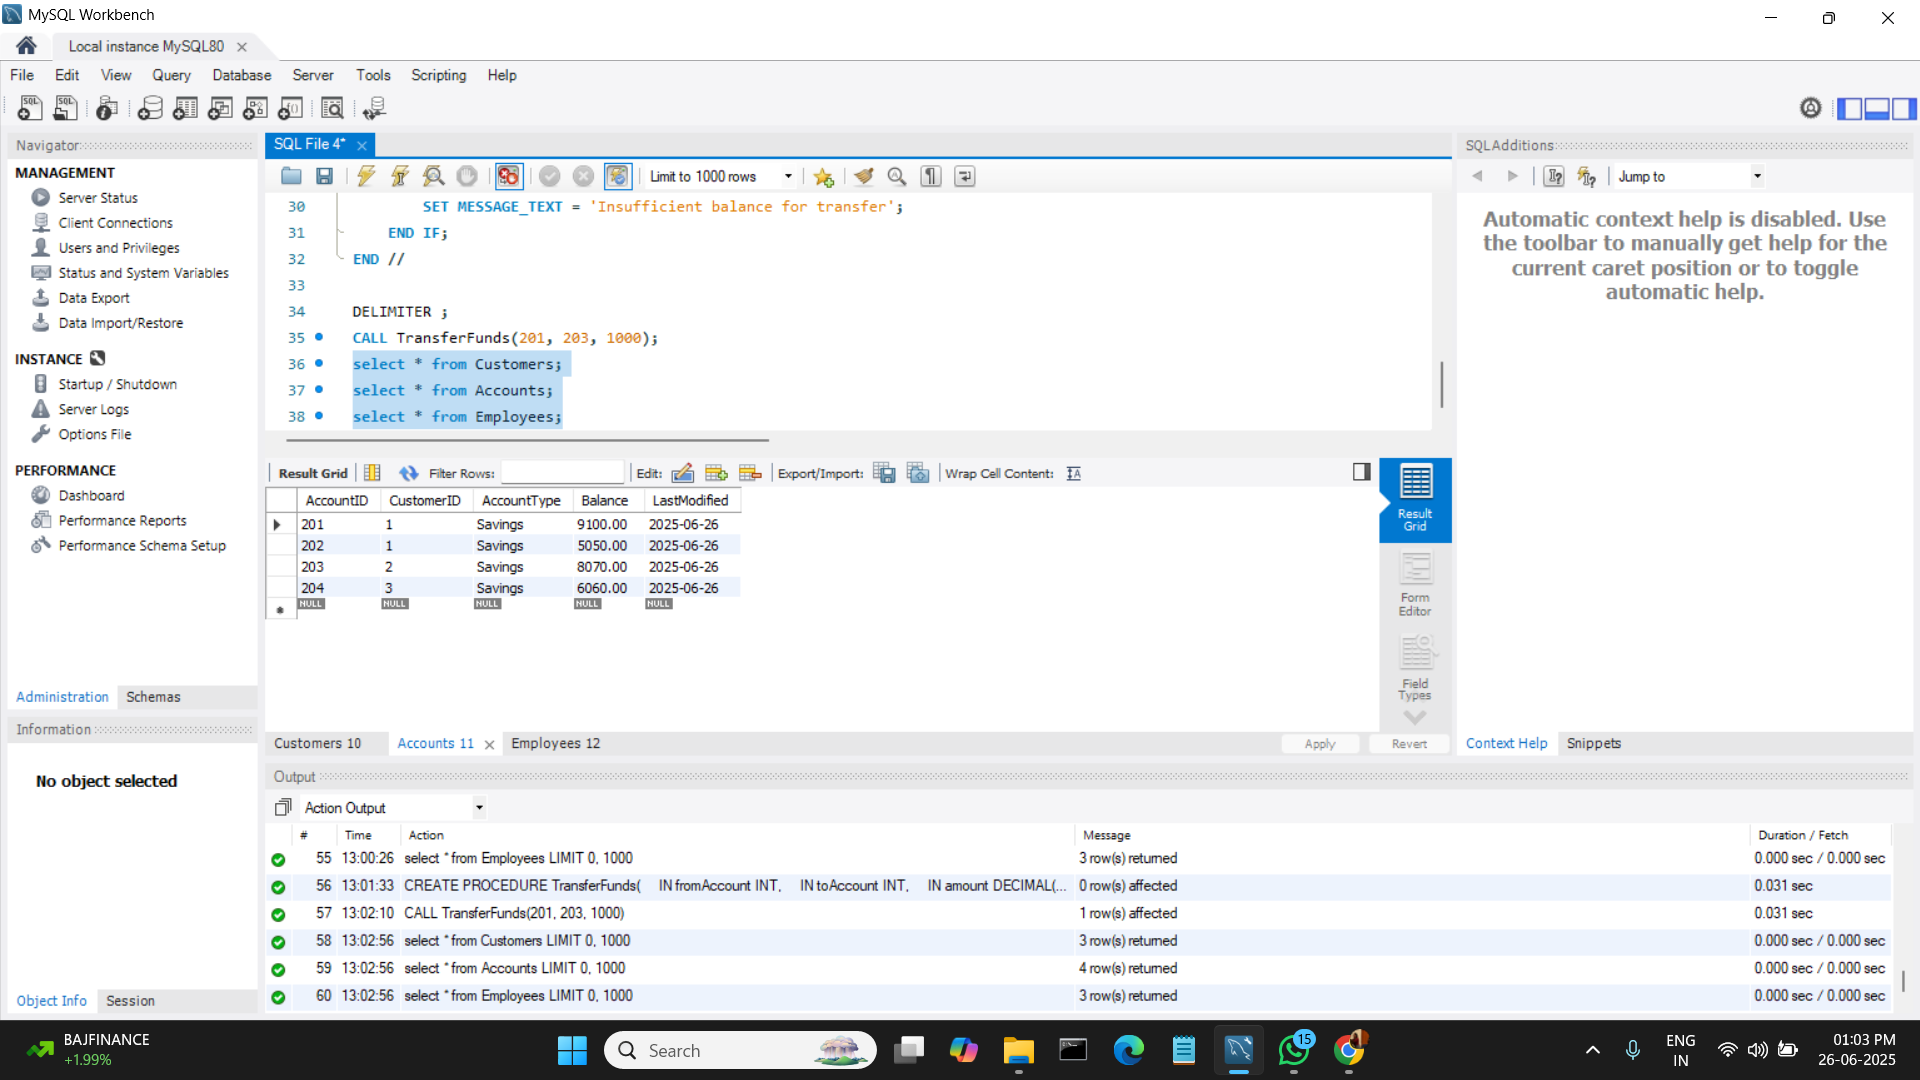 MySQL Workbench
Local instance MySQL80
File Edit View Query Database Server Tools Scripting Help
Navigator
MANAGEMENT
Server Status
Client Connections
Users and Privileges
Status and System Variables
Data Export
Data Import/Restore
INSTANCE
Startup / Shutdown
Server Logs
Options File
PERFORMANCE
Dashboard
Performance Reports
Performance Schema Setup
Administration Schemas
Information
No object selected
Object Info Session
SQL File 4*
Limit to 1000 rows
30 SET MESSAGE_TEXT = 'Insufficient balance for transfer';
31 END IF;
32 END //
33
34 DELIMITER ;
35 CALL TransferFunds(201, 203, 1000);
36 select * from Customers;
37 select * from Accounts;
38 select * from Employees;
Result Grid Filter Rows: Edit: Export/Import: Wrap Cell Content:
AccountID CustomerID AccountType Balance LastModified
201 1 Savings 9100.00 2025-06-26
202 1 Savings 5050.00 2025-06-26
203 2 Savings 8070.00 2025-06-26
204 3 Savings 6060.00 2025-06-26
NULL NULL NULL NULL NULL
Result
Grid
Form
Editor
Field
Types
Customers 10 Accounts 11 Employees 12
Apply Revert
SQLAdditions
Jump to
Automatic context help is disabled. Use
the toolbar to manually get help for the
current caret position or to toggle
automatic help.
Context Help Snippets
Output
Action Output
# Time Action Message Duration / Fetch
55 13:00:26 select * from Employees LIMIT 0, 1000 3 row(s) returned 0.000 sec / 0.000 sec
56 13:01:33 CREATE PROCEDURE TransferFunds( IN fromAccount INT, IN toAccount INT, IN amount DECIMAL(... 0 row(s) affected 0.031 sec
57 13:02:10 CALL TransferFunds(201, 203, 1000) 1 row(s) affected 0.031 sec
58 13:02:56 select * from Customers LIMIT 0, 1000 3 row(s) returned 0.000 sec / 0.000 sec
59 13:02:56 select * from Accounts LIMIT 0, 1000 4 row(s) returned 0.000 sec / 0.000 sec
60 13:02:56 select * from Employees LIMIT 0, 1000 3 row(s) returned 0.000 sec / 0.000 sec
BAJFINANCE
+1.99%
Search
15
ENG
IN
01:03 PM
26-06-2025